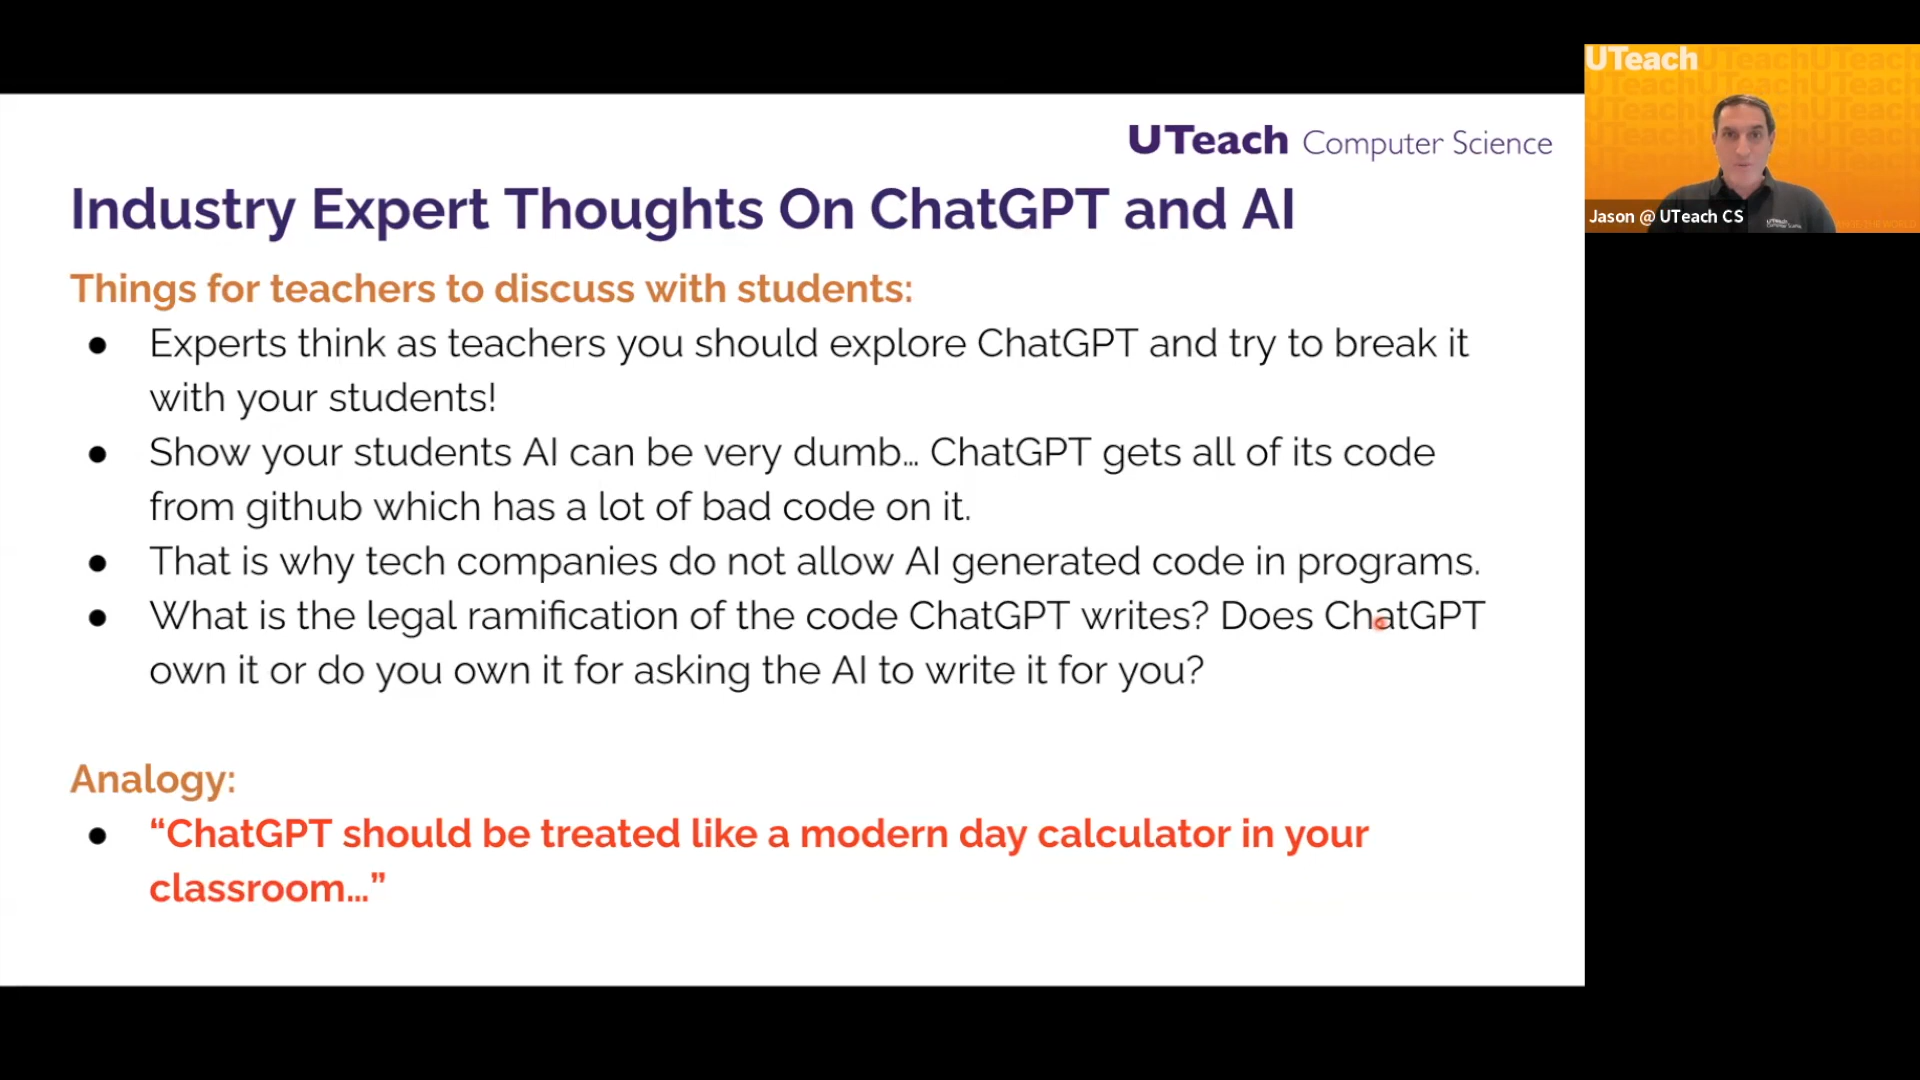 UTeach Computer Science
Industry Expert Thoughts On ChatGPT and AI
Things for teachers to discuss with students:
● Experts think as teachers you should explore ChatGPT and try to break it
with your students!
● Show your students AI can be very dumb... ChatGPT gets all of its code
from github which has a lot of bad code on it.
● That is why tech companies do not allow AI generated code in programs.
● What is the legal ramification of the code ChatGPT writes? Does ChatGPT
own it or do you own it for asking the AI to write it for you?
Analogy:
● “ChatGPT should be treated like a modern day calculator in your
classroom...”
UTeach
Jason @ UTeach CS